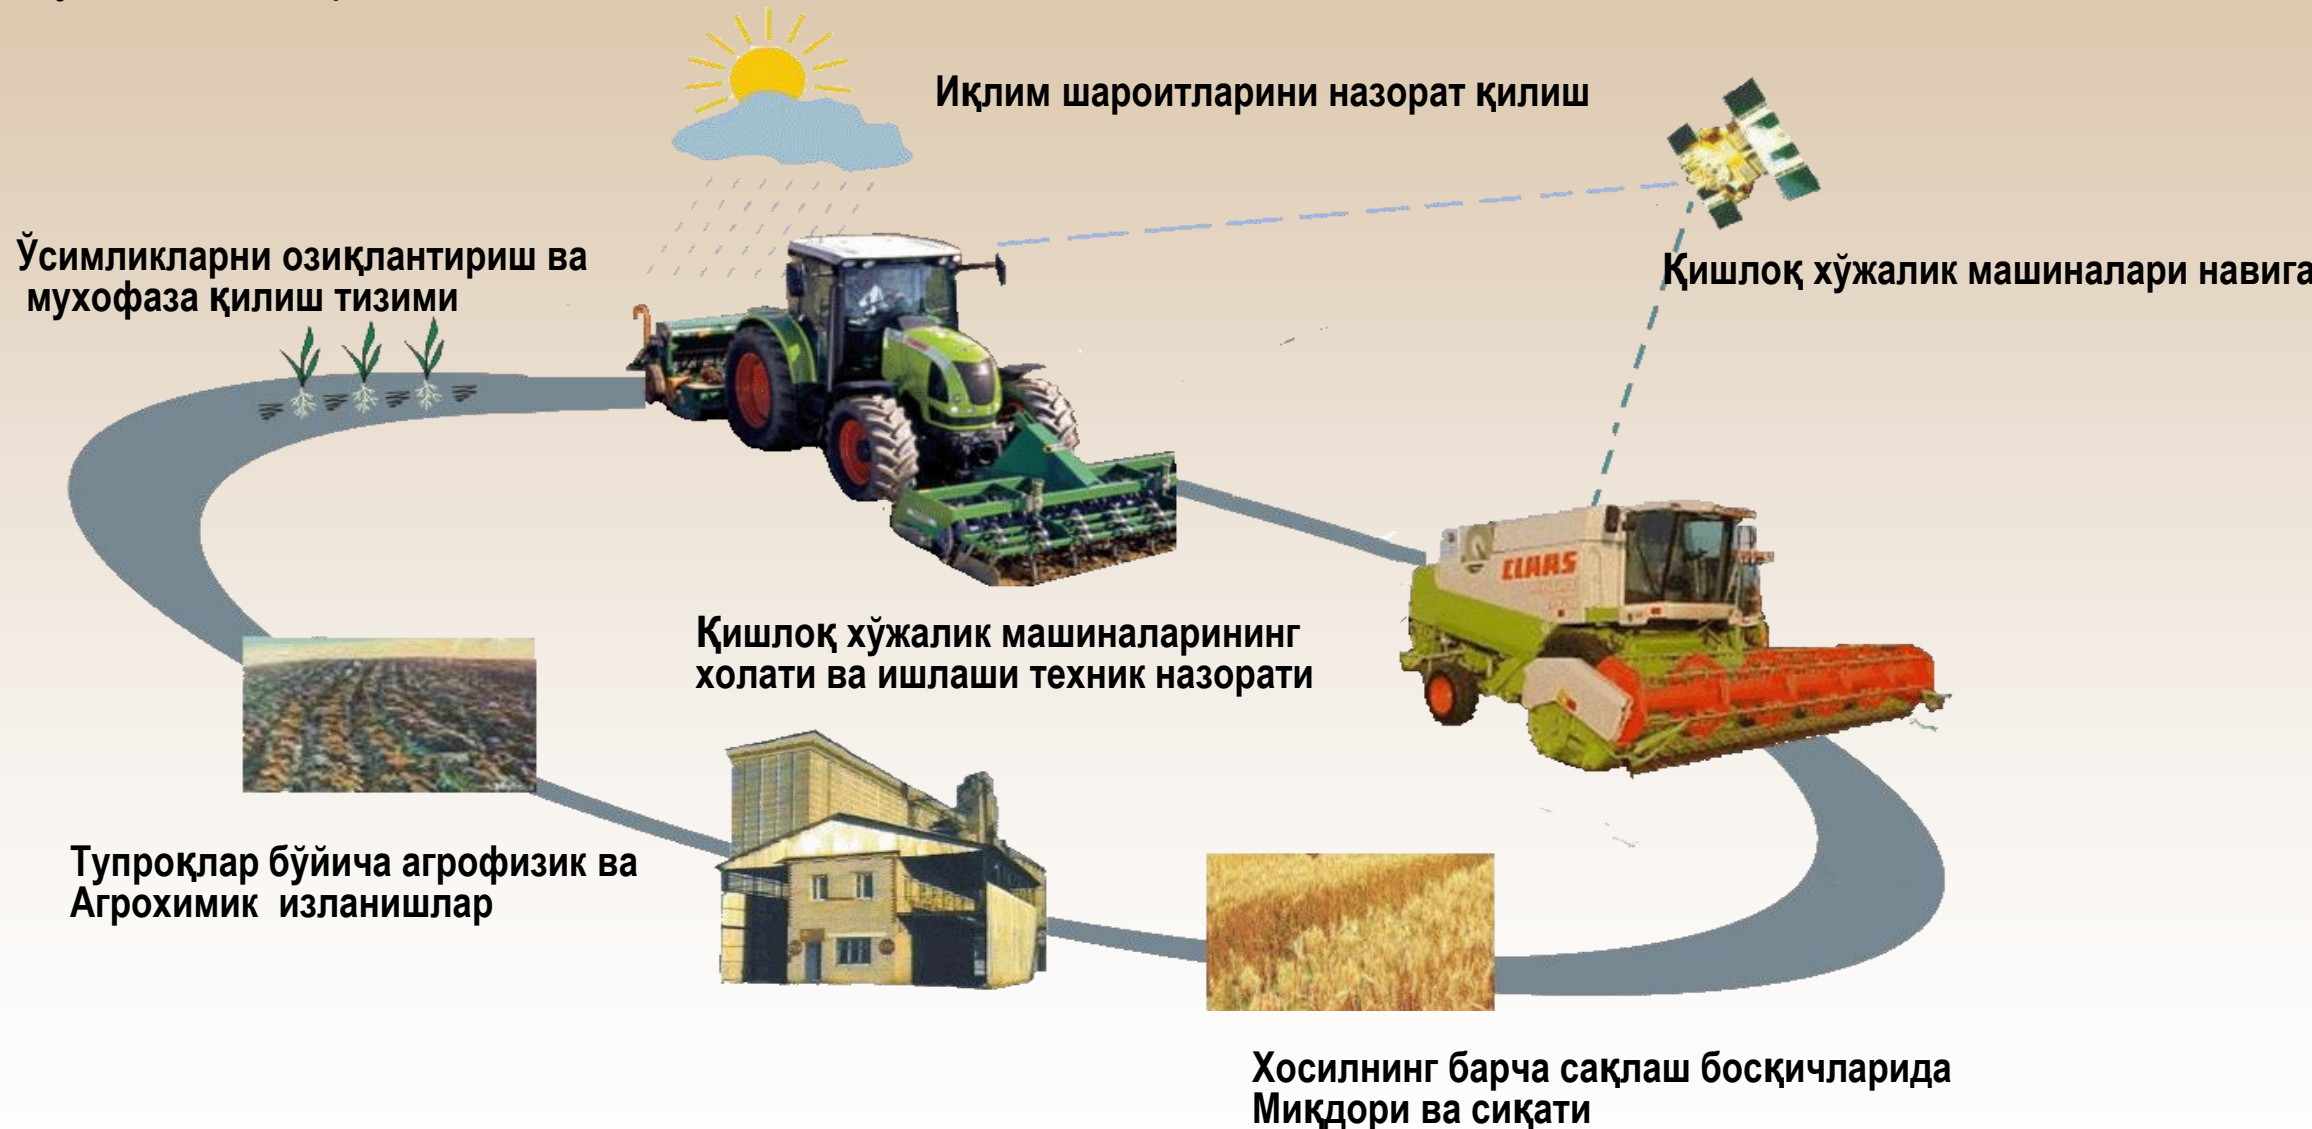 Иқлим шароитларини назорат қилиш
Ўсимликларни озиқлантириш ва
мухофаза қилиш тизими
Қишлоқ хўжалик машиналари навига
CLAAS
Қишлоқ хўжалик машиналарининг
холати ва ишлаши техник назорати
Тупроқлар бўйича агрофизик ва
Агрохимик изланишлар
Хосилнинг барча сақлаш босқичларида
Миқдори ва сиқати